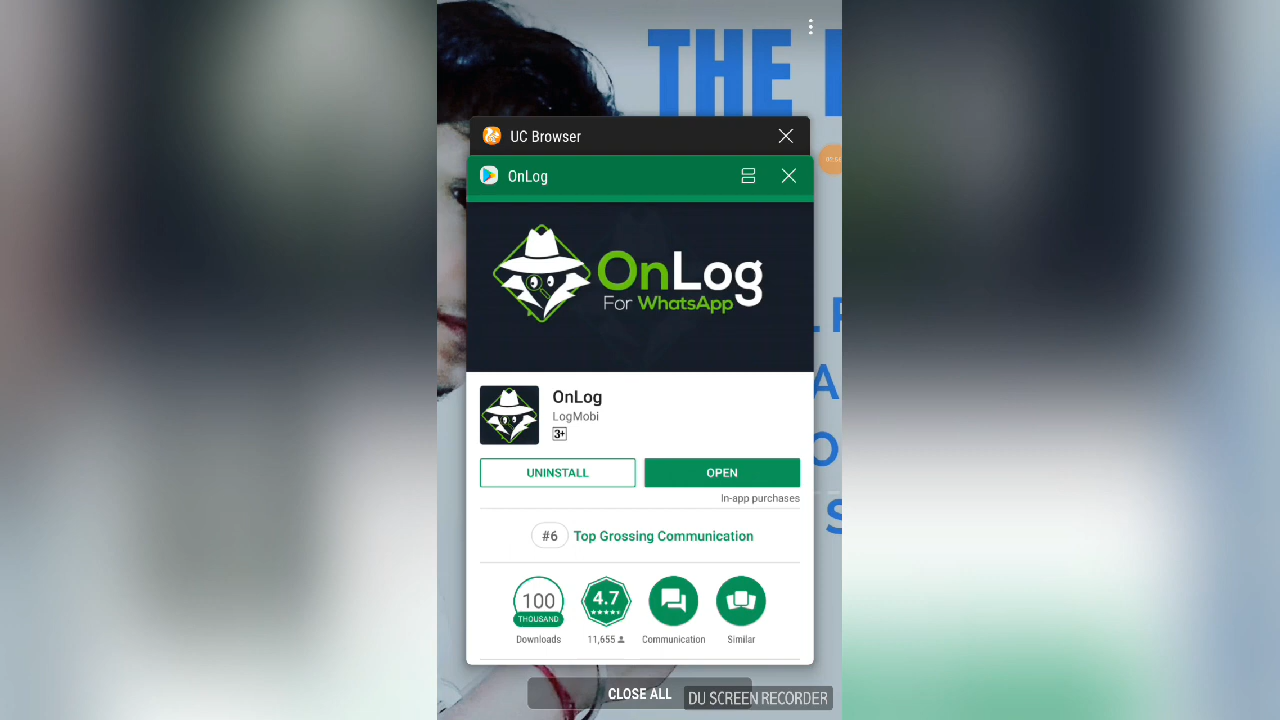 THE
UC Browser
OnLog
OnLog
For WhatsApp
OnLog
LogMobi
3+
UNINSTALL
OPEN
In-app purchases
#6 Top Grossing Communication
100
THOUSAND
4.7
Downloads
11,655
Communication
Similar
CLOSE ALL
DU SCREEN RECORDER